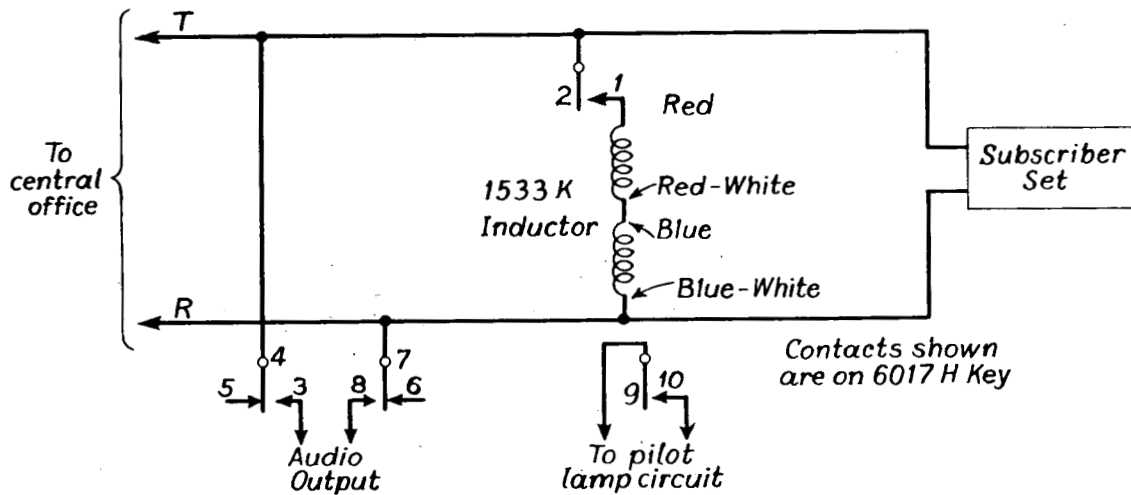 T
1
2
Red
To
central
office
1533 K
Inductor
Red-White
Blue
Blue-White
Subscriber
Set
R
4
7
5
3
8
6
9
10
Contacts shown
are on 6017 H Key
Audio
Output
To pilot
lamp circuit